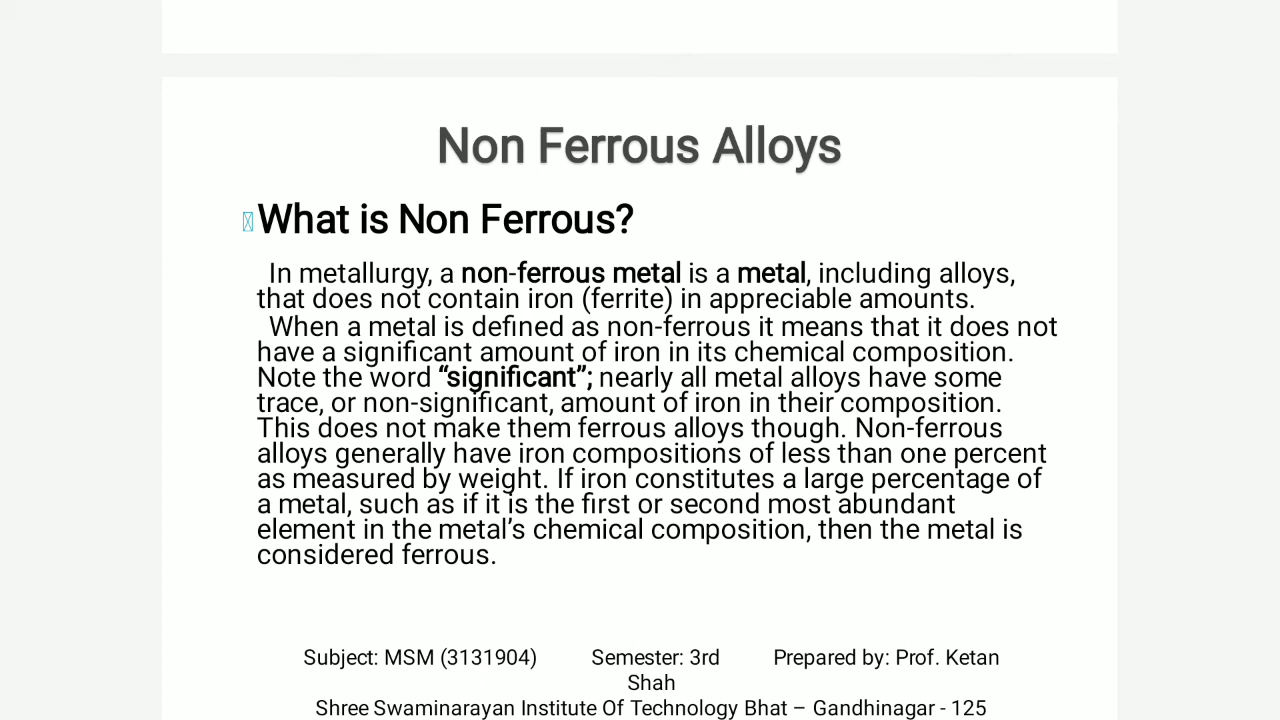 Non Ferrous Alloys
What is Non Ferrous?
In metallurgy, a non-ferrous metal is a metal, including alloys,
that does not contain iron (ferrite) in appreciable amounts.
When a metal is defined as non-ferrous it means that it does not
have a significant amount of iron in its chemical composition.
Note the word “significant”; nearly all metal alloys have some
trace, or non-significant, amount of iron in their composition.
This does not make them ferrous alloys though. Non-ferrous
alloys generally have iron compositions of less than one percent
as measured by weight. If iron constitutes a large percentage of
a metal, such as if it is the first or second most abundant
element in the metal’s chemical composition, then the metal is
considered ferrous.
Subject: MSM (3131904) Semester: 3rd Prepared by: Prof. Ketan
Shah
Shree Swaminarayan Institute Of Technology Bhat – Gandhinagar - 125